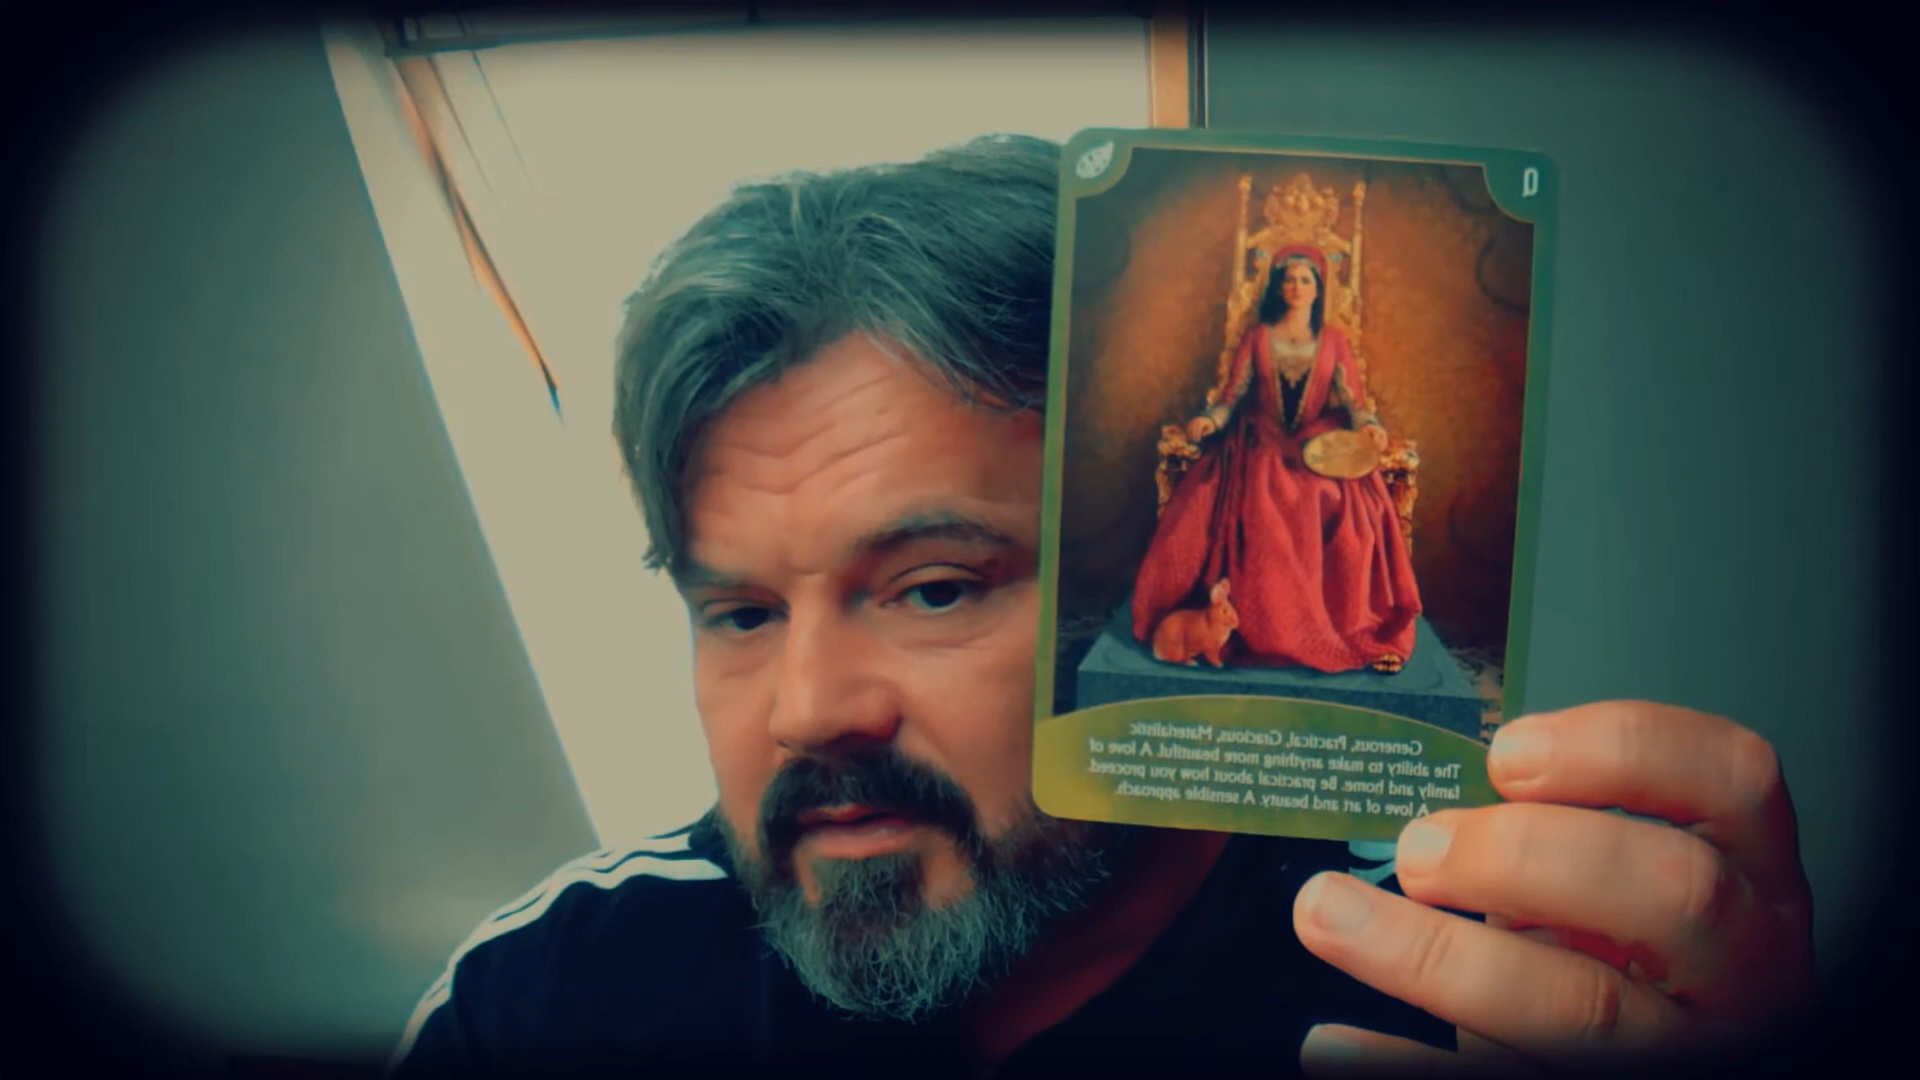 Q
Generous, Practical, Gracious, Materialistic
The ability to make anything more beautiful. A love of
family and home. Be practical about how you proceed.
A love of art and beauty. A sensible approach.